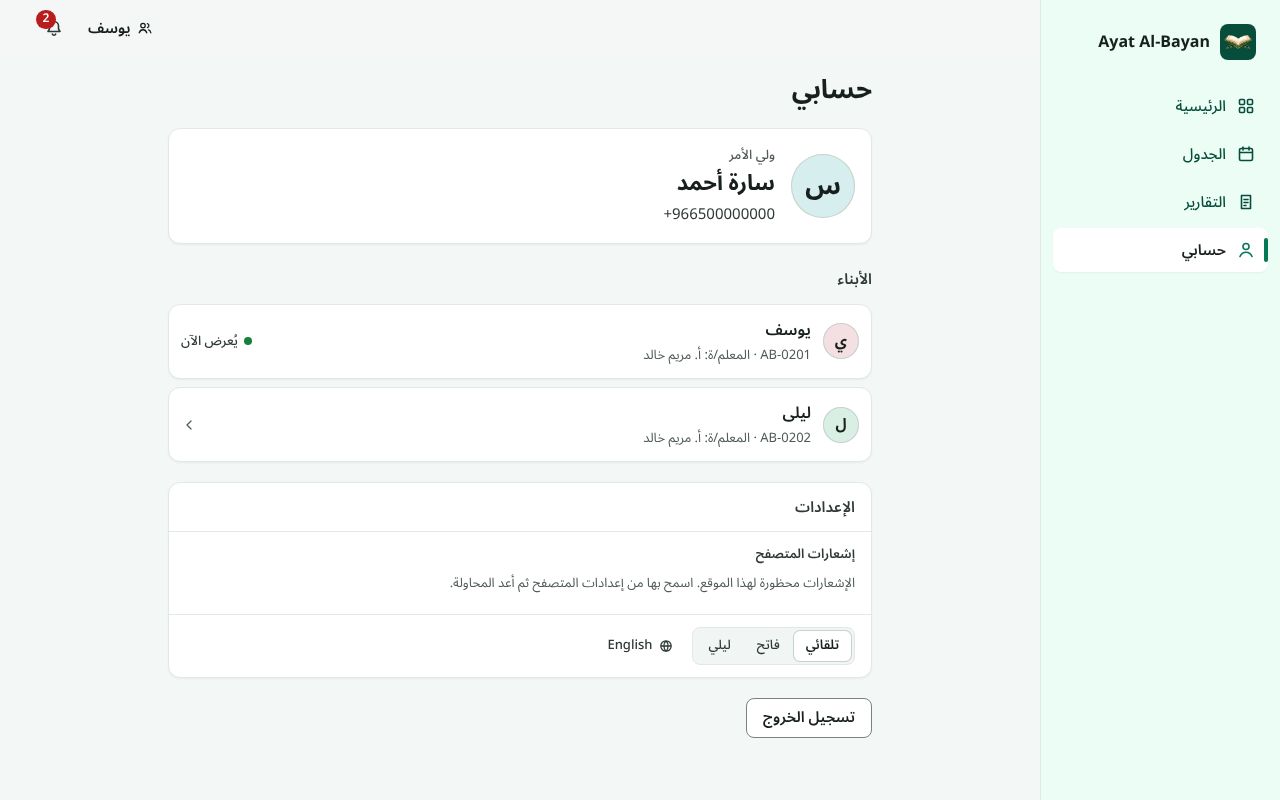 Ayat Al-Bayan
الرئيسية
الجدول
التقارير
حسابي
يوسف
2
حسابي
س
ولي الأمر
سارة أحمد
+966500000000
الأبناء
ي
يوسف
AB-0201 · المعلم/ة: أ. مريم خالد
يُعرض الآن
ل
ليلى
AB-0202 · المعلم/ة: أ. مريم خالد
الإعدادات
إشعارات المتصفح
الإشعارات محظورة لهذا الموقع. اسمح بها من إعدادات المتصفح ثم أعد المحاولة.
تلقائي فاتح ليلي English
تسجيل الخروج